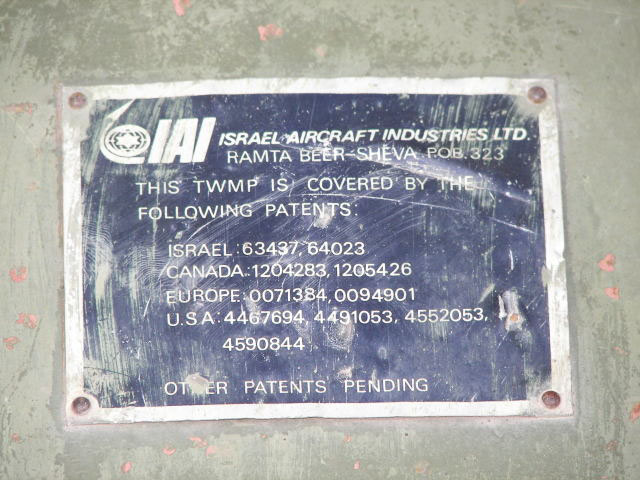 IAI ISRAEL AIRCRAFT INDUSTRIES LTD.
RAMTA BEER-SHEVA P.O.B. 323
THIS TWMP IS COVERED BY THE
FOLLOWING PATENTS:
ISRAEL: 63437, 64023
CANADA: 1204283, 1205426
EUROPE: 0071384, 0094901
U.S.A: 4467694, 4491053, 4552053,
4590844
OTHER PATENTS PENDING